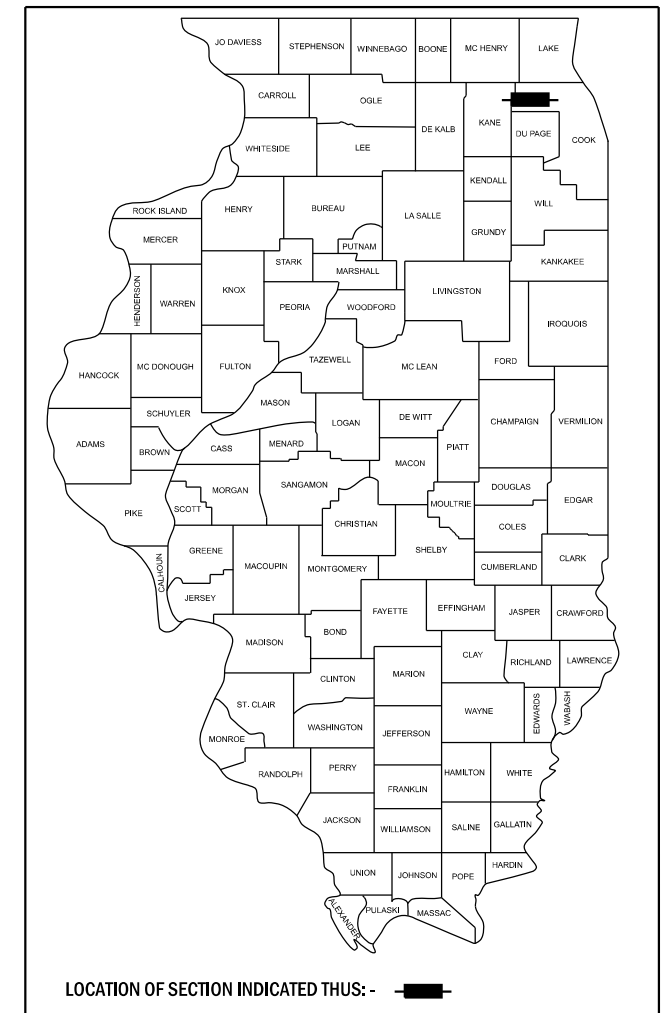 JO DAVIESS
STEPHENSON
WINNEBAGO
BOONE
MC HENRY
LAKE
CARROLL
OGLE
DE KALB
KANE
DU PAGE
COOK
WHITESIDE
LEE
KENDALL
WILL
ROCK ISLAND
HENRY
BUREAU
LA SALLE
GRUNDY
MERCER
PUTNAM
STARK
MARSHALL
KANKAKEE
HENDERSON
WARREN
KNOX
PEORIA
WOODFORD
LIVINGSTON
IROQUOIS
HANCOCK
MC DONOUGH
FULTON
TAZEWELL
MC LEAN
FORD
SCHUYLER
MASON
LOGAN
DE WITT
CHAMPAIGN
VERMILION
ADAMS
BROWN
CASS
MENARD
PIATT
MACON
PIKE
SCOTT
MORGAN
SANGAMON
CHRISTIAN
MOULTRIE
DOUGLAS
EDGAR
COLES
CALHOUN
GREENE
MACOUPIN
MONTGOMERY
SHELBY
CUMBERLAND
CLARK
JERSEY
FAYETTE
EFFINGHAM
JASPER
CRAWFORD
MADISON
BOND
CLAY
RICHLAND
LAWRENCE
CLINTON
MARION
ST. CLAIR
WAYNE
EDWARDS
WABASH
MONROE
WASHINGTON
JEFFERSON
RANDOLPH
PERRY
HAMILTON
WHITE
FRANKLIN
JACKSON
WILLIAMSON
SALINE
GALLATIN
UNION
JOHNSON
POPE
HARDIN
ALEXANDER
PULASKI
MASSAC
LOCATION OF SECTION INDICATED THUS: -